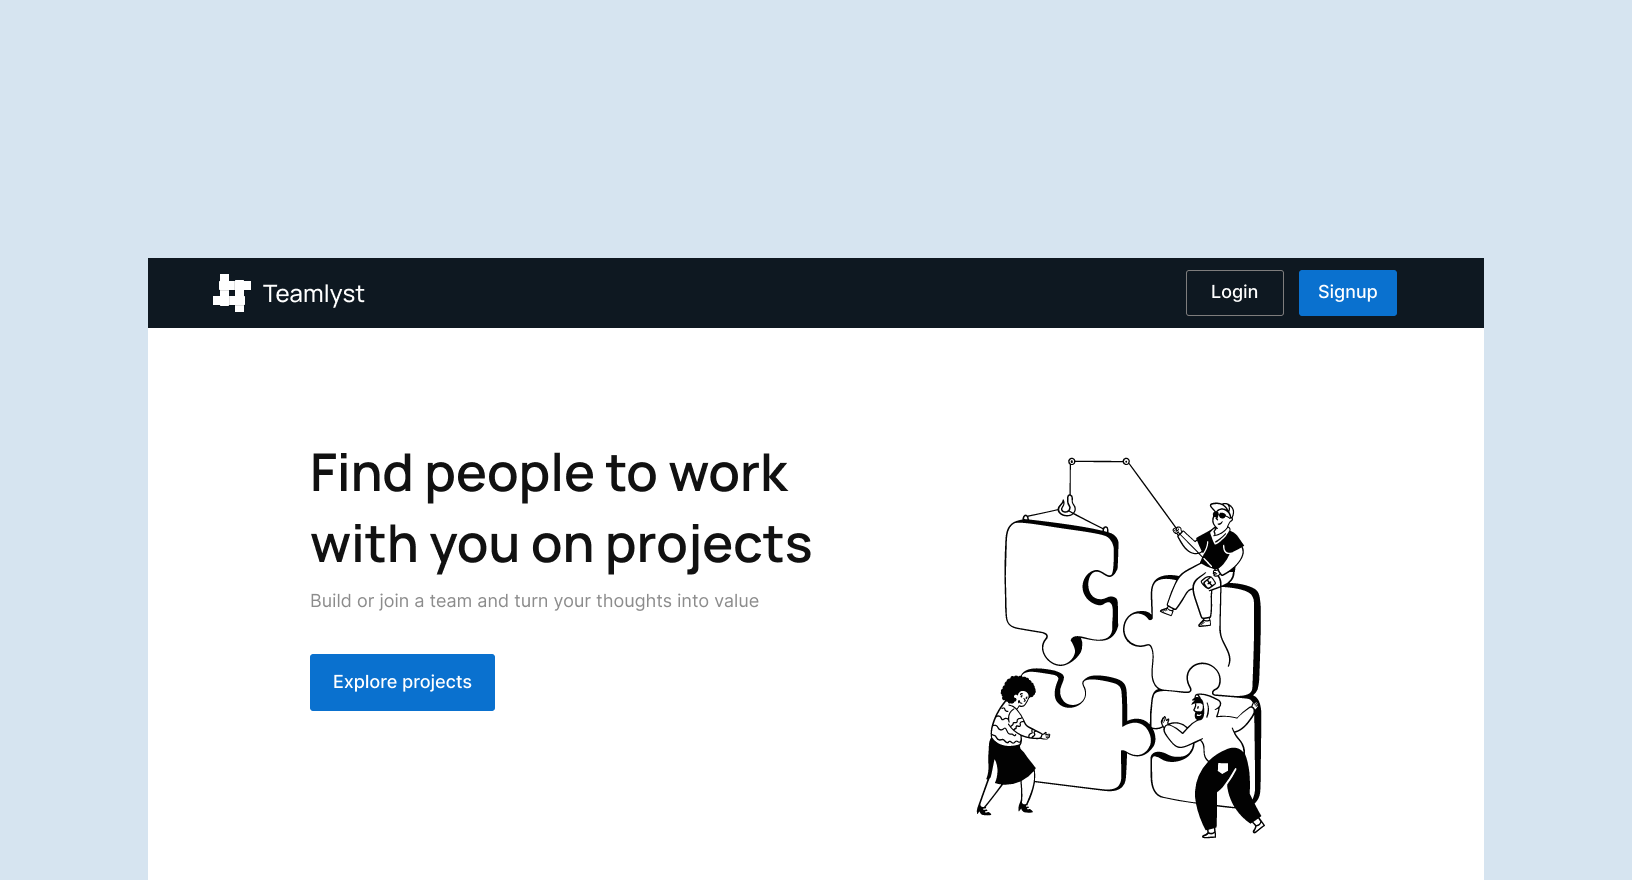 Teamlyst
Login
Signup
Find people to work
with you on projects
Build or join a team and turn your thoughts into value
Explore projects